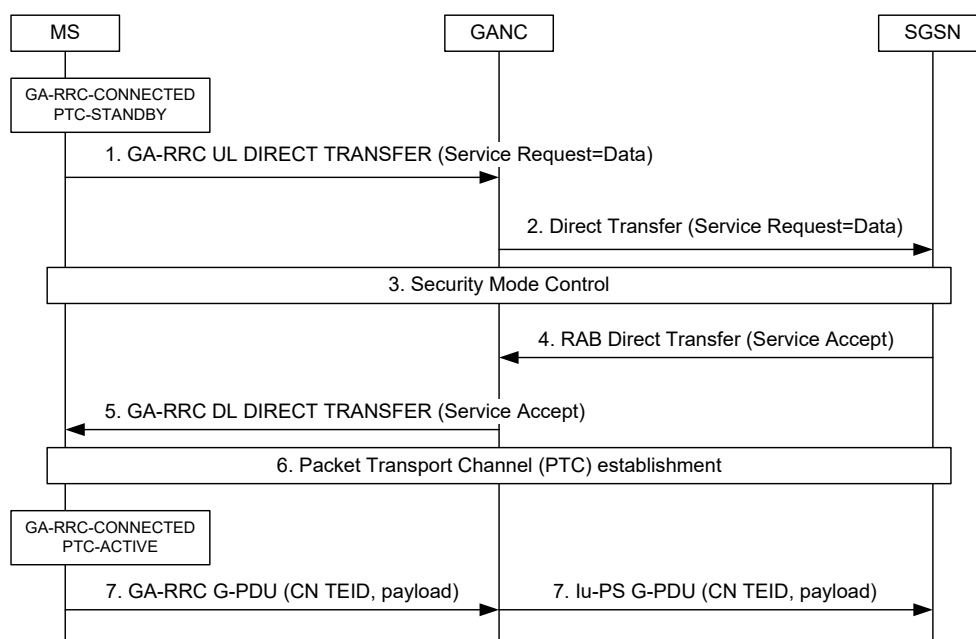 MS
GANC
SGSN
GA-RRC-CONNECTED
PTC-STANDBY
1. GA-RRC UL DIRECT TRANSFER (Service Request=Data)
2. Direct Transfer (Service Request=Data)
3. Security Mode Control
4. RAB Direct Transfer (Service Accept)
5. GA-RRC DL DIRECT TRANSFER (Service Accept)
6. Packet Transport Channel (PTC) establishment
GA-RRC-CONNECTED
PTC-ACTIVE
7. GA-RRC G-PDU (CN TEID, payload)
7. Iu-PS G-PDU (CN TEID, payload)